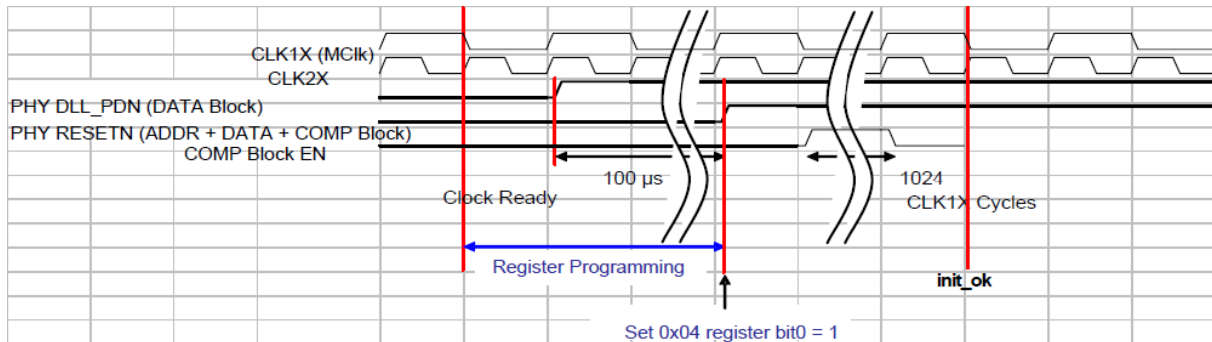 CLK1X (MClk)
CLK2X
PHY DLL_PDN (DATA Block)
PHY RESETN (ADDR + DATA + COMP Block)
COMP Block EN
100 µs
1024
Clock Ready
CLK1X Cycles
Register Programming
init_ok
Set 0x04 register bit0 = 1